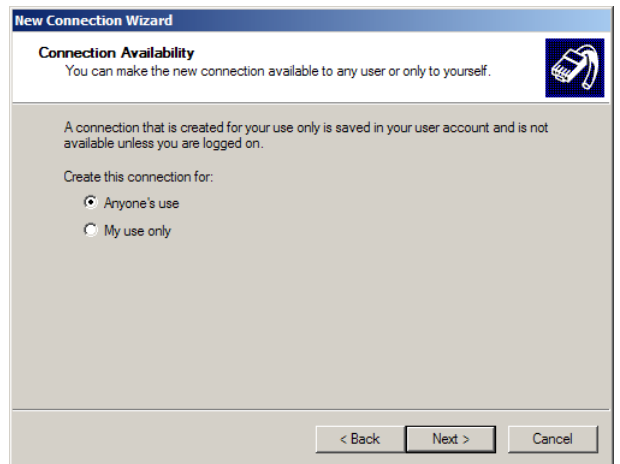 New Connection Wizard
Connection Availability
You can make the new connection available to any user or only to yourself.
A connection that is created for your use only is saved in your user account and is not
available unless you are logged on.
Create this connection for:
Anyone's use
My use only
< Back
Next >
Cancel